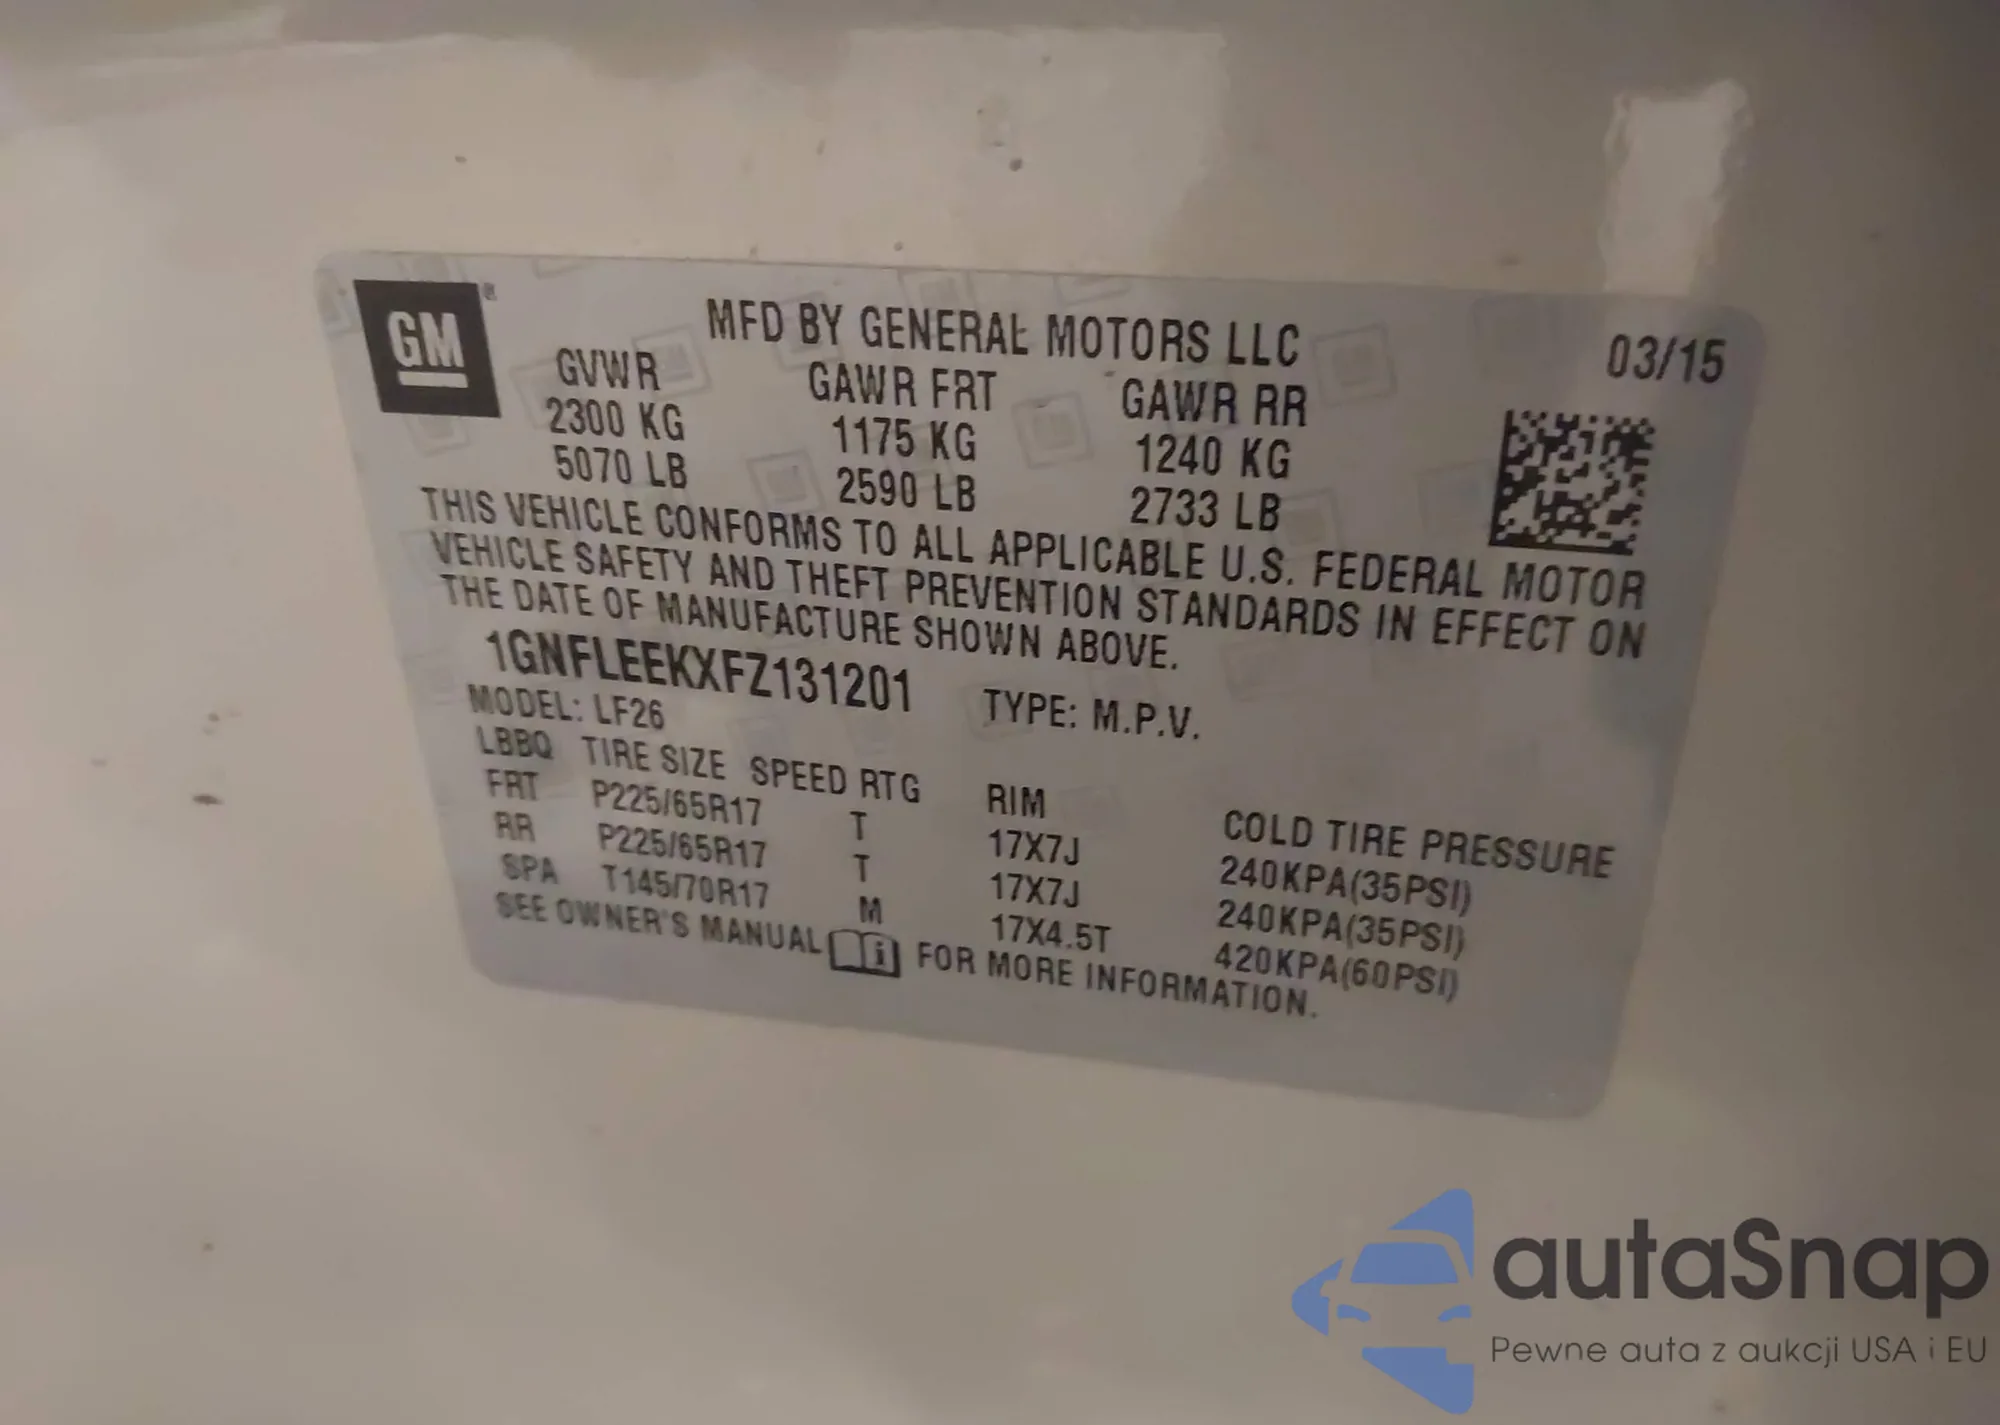 GM
MFD BY GENERAL MOTORS LLC
03/15
GVWR GAWR FRT GAWR RR
2300 KG 1175 KG 1240 KG
5070 LB 2590 LB 2733 LB
THIS VEHICLE CONFORMS TO ALL APPLICABLE U.S. FEDERAL MOTOR
VEHICLE SAFETY AND THEFT PREVENTION STANDARDS IN EFFECT ON
THE DATE OF MANUFACTURE SHOWN ABOVE.
1GNFLEEKXFZ131201 TYPE: M.P.V.
MODEL: LF26
LBBQ TIRE SIZE SPEED RTG RIM COLD TIRE PRESSURE
FRT P225/65R17 T 17X7J 240KPA(35PSI)
RR P225/65R17 T 17X7J 240KPA(35PSI)
SPA T145/70R17 M 17X4.5T 420KPA(60PSI)
SEE OWNER'S MANUAL i FOR MORE INFORMATION.
autaSnap
Pewne auta z aukcji USA i EU